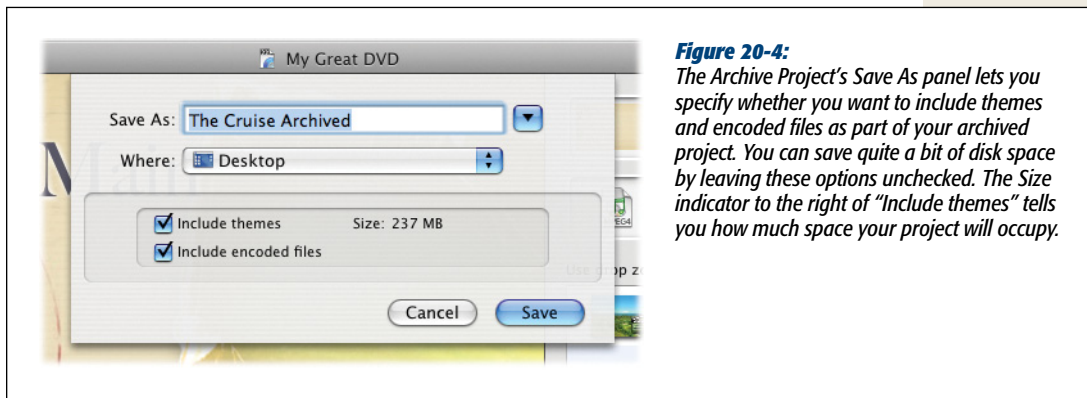 My Great DVD
Save As: The Cruise Archived
Where: Desktop
Include themes Size: 237 MB
Include encoded files
Cancel Save
Main
Figure 20-4:
The Archive Project's Save As panel lets you
specify whether you want to include themes
and encoded files as part of your archived
project. You can save quite a bit of disk space
by leaving these options unchecked. The Size
indicator to the right of “Include themes” tells
you how much space your project will occupy.